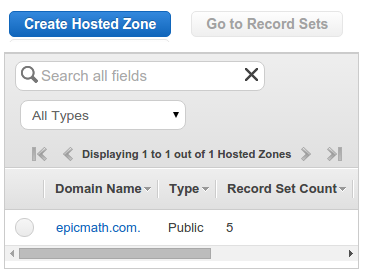 Create Hosted Zone Go to Record Sets
Search all fields
All Types
Displaying 1 to 1 out of 1 Hosted Zones
Domain Name Type Record Set Count
epicmath.com. Public 5